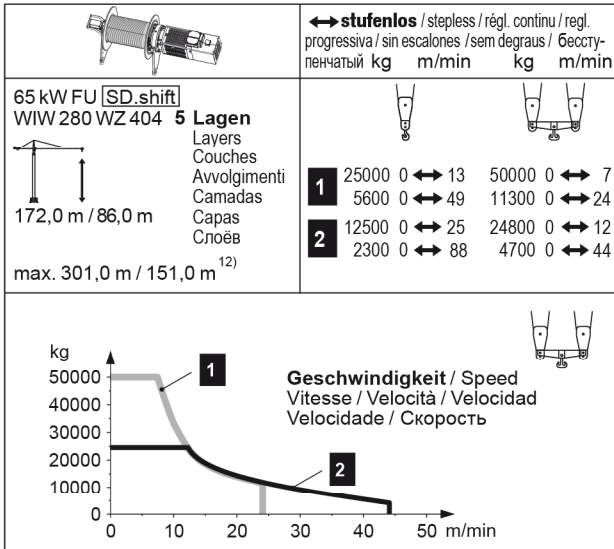 stufenlos / stepless / régl. continu / regl.
progressiva / sin escalones / sem degraus / бессту-
пенчатый kg m/min kg m/min
65 kW FU SD.shift
WIW 280 WZ 404 5 Lagen
Layers
Couches
Avvolgimenti
Camadas
Capas
Слоёв
172,0 m / 86,0 m
max. 301,0 m / 151,0 m 12)
1
25000 0 ↔ 13 50000 0 ↔ 7
5600 0 ↔ 49 11300 0 ↔ 24
2
12500 0 ↔ 25 24800 0 ↔ 12
2300 0 ↔ 88 4700 0 ↔ 44
kg
50000
40000
30000
20000
10000
0
1
2
Geschwindigkeit / Speed
Vitesse / Velocità / Velocidad
Velocidade / Скорость
0 10 20 30 40 50 m/min